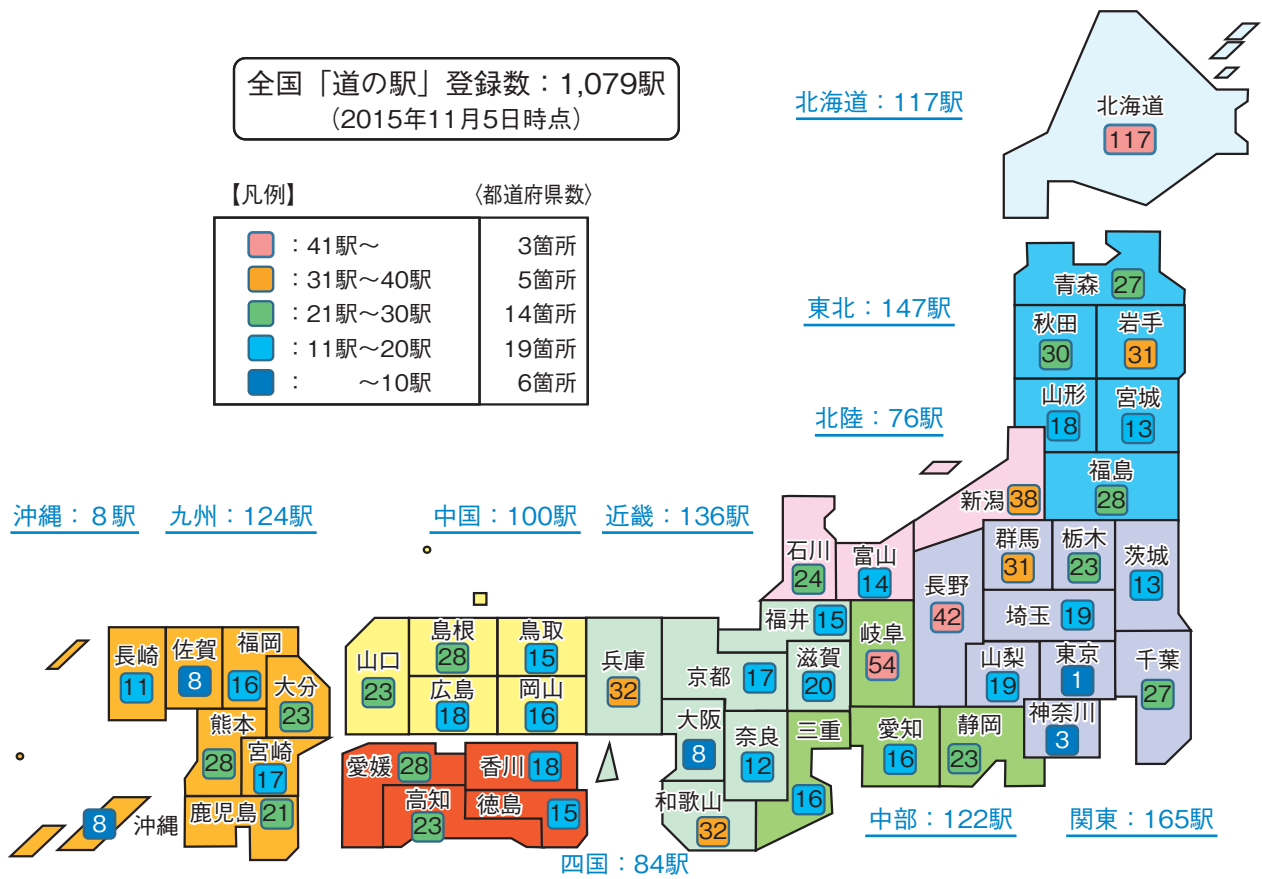 全国「道の駅」登録数：1,079駅
（2015年11月5日時点）
【凡例】 〈都道府県数〉
：41駅～ 3箇所
：31駅～40駅 5箇所
：21駅～30駅 14箇所
：11駅～20駅 19箇所
： ～10駅 6箇所
北海道：117駅
北海道
117
東北：147駅
青森 27
秋田 岩手
30 31
山形 宮城
18 13
福島
28
北陸：76駅
新潟 38
石川 富山
24 14
沖縄：8駅 九州：124駅 中国：100駅 近畿：136駅
群馬 栃木 茨城
31 23 13
長野
42
埼玉 19
山梨 東京 千葉
19 1 27
神奈川
3
福井 15
岐阜
54
滋賀
20
京都 17
兵庫
32
大阪
8
奈良
12
三重
16
和歌山
32
愛知 静岡
16 23
島根 鳥取
28 15
山口
23
広島 岡山
18 16
愛媛 28
香川 18
高知
23
徳島 15
長崎 佐賀 福岡
11 8 16
大分
23
熊本
28
宮崎
17
鹿児島 21
8 沖縄
中部：122駅 関東：165駅
四国：84駅